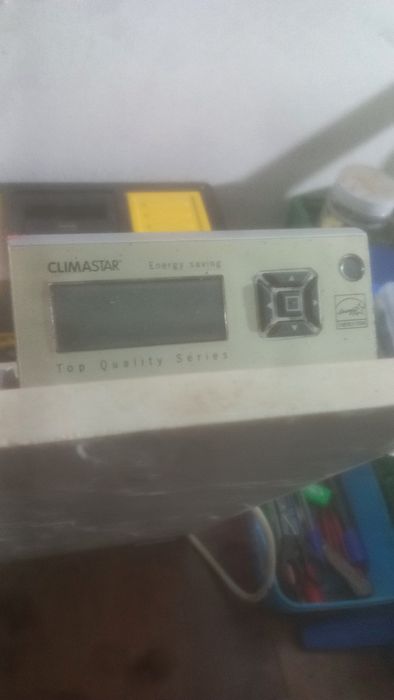 CLIMASTAR
Energy saving
Top Quality Series